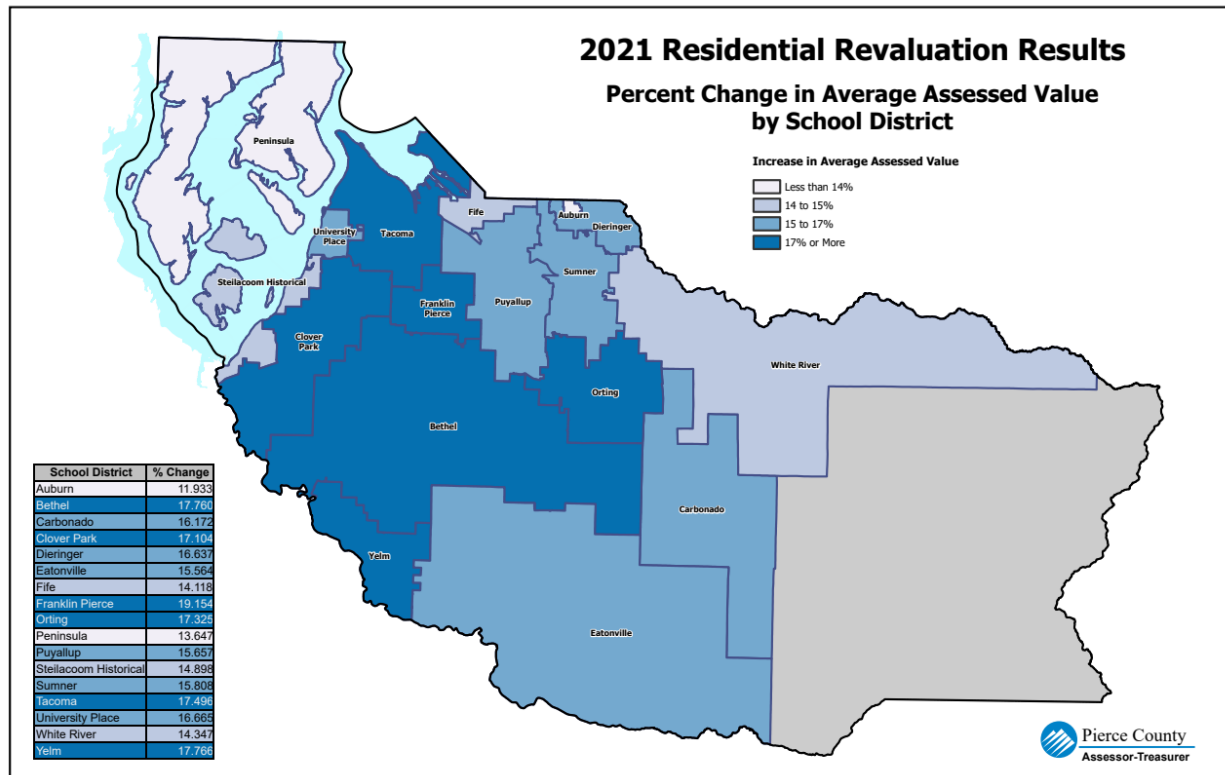 2021 Residential Revaluation Results
Percent Change in Average Assessed Value
by School District
Increase in Average Assessed Value
Less than 14%
14 to 15%
15 to 17%
17% or More
Peninsula
Fife
Auburn
Dieringer
University
Place
Tacoma
Sumner
Steilacoom Historical
Puyallup
Franklin
Pierce
Clover
Park
White River
Orting
Bethel
Carbonado
Yelm
Eatonville
School District % Change
Auburn 11.933
Bethel 17.760
Carbonado 16.172
Clover Park 17.104
Dieringer 16.637
Eatonville 15.564
Fife 14.118
Franklin Pierce 19.154
Orting 17.325
Peninsula 13.647
Puyallup 15.657
Steilacoom Historical 14.898
Sumner 15.808
Tacoma 17.496
University Place 16.665
White River 14.347
Yelm 17.766
Pierce County
Assessor-Treasurer